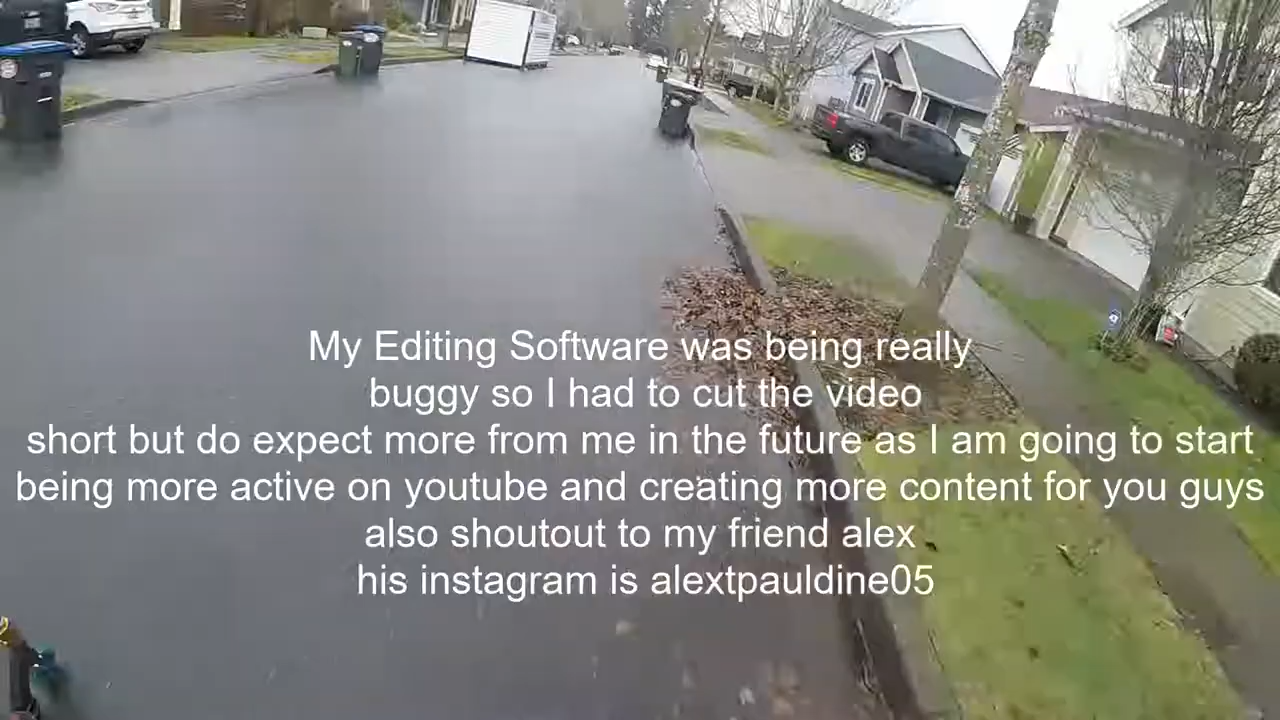 My Editing Software was being really
buggy so I had to cut the video
short but do expect more from me in the future as I am going to start
being more active on youtube and creating more content for you guys
also shoutout to my friend alex
his instagram is alextpauldine05